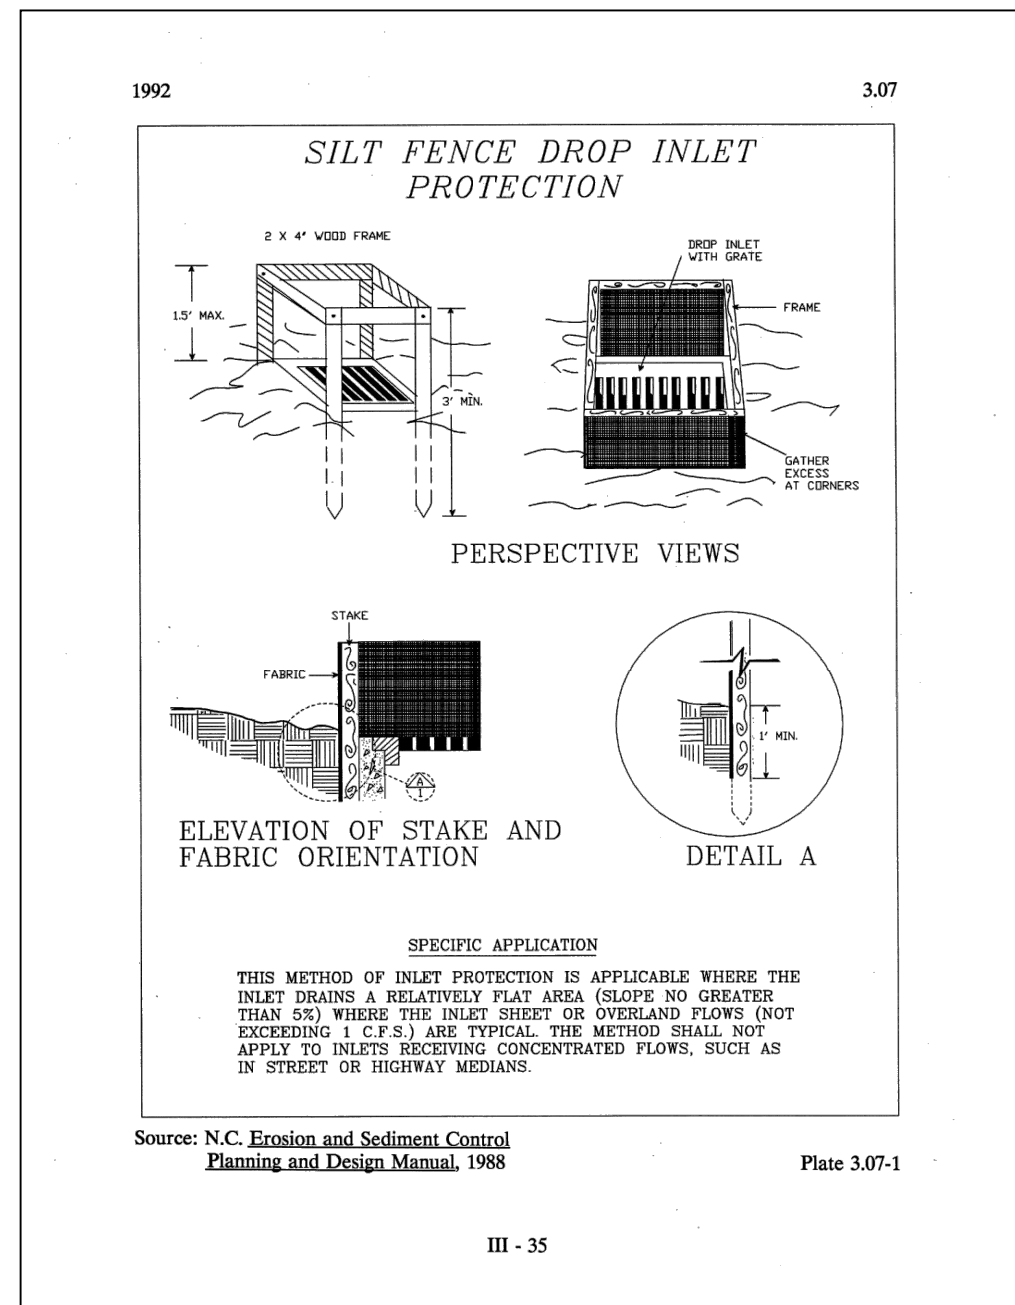 1992
3.07
SILT FENCE DROP INLET
PROTECTION
2 X 4" WOOD FRAME
1.5' MAX.
3' MIN.
DROP INLET
WITH GRATE
FRAME
GATHER
EXCESS
AT CORNERS
PERSPECTIVE VIEWS
STAKE
FABRIC
A
1
1' MIN.
ELEVATION OF STAKE AND
FABRIC ORIENTATION
DETAIL A
SPECIFIC APPLICATION
THIS METHOD OF INLET PROTECTION IS APPLICABLE WHERE THE
INLET DRAINS A RELATIVELY FLAT AREA (SLOPE NO GREATER
THAN 5%) WHERE THE INLET SHEET OR OVERLAND FLOWS (NOT
EXCEEDING 1 C.F.S.) ARE TYPICAL. THE METHOD SHALL NOT
APPLY TO INLETS RECEIVING CONCENTRATED FLOWS, SUCH AS
IN STREET OR HIGHWAY MEDIANS.
Source: N.C. Erosion and Sediment Control
Planning and Design Manual, 1988
Plate 3.07-1
III - 35